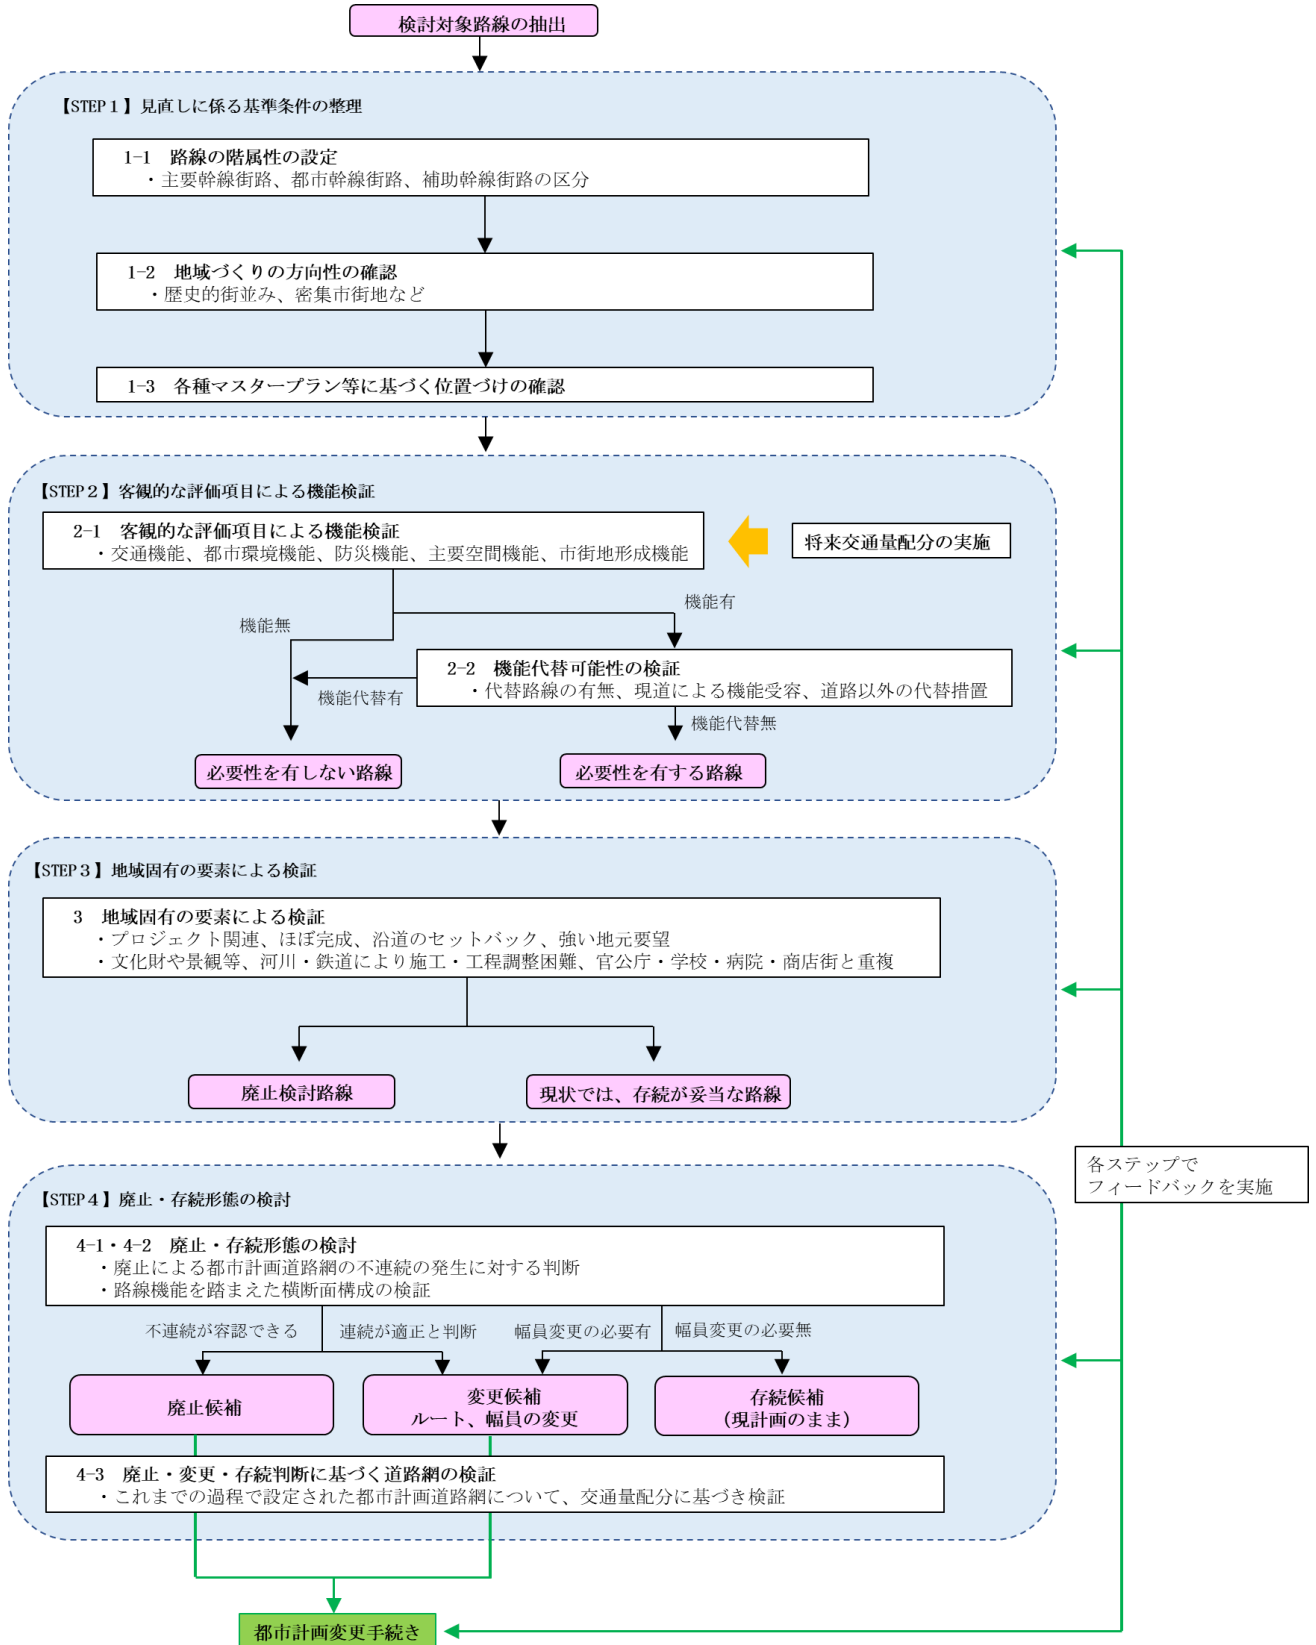 検討対象路線の抽出
【STEP１】見直しに係る基準条件の整理
1-1　路線の階属性の設定
・主要幹線街路、都市幹線街路、補助幹線街路の区分
1-2　地域づくりの方向性の確認
・歴史的街並み、密集市街地など
1-3　各種マスタープラン等に基づく位置づけの確認
【STEP２】客観的な評価項目による機能検証
2-1　客観的な評価項目による機能検証
・交通機能、都市環境機能、防災機能、主要空間機能、市街地形成機能
将来交通量配分の実施
機能有
機能無
2-2　機能代替可能性の検証
・代替路線の有無、現道による機能受容、道路以外の代替措置
機能代替有
機能代替無
必要性を有しない路線
必要性を有する路線
【STEP３】地域固有の要素による検証
3　地域固有の要素による検証
・プロジェクト関連、ほぼ完成、沿道のセットバック、強い地元要望
・文化財や景観等、河川・鉄道により施工・工程調整困難、官公庁・学校・病院・商店街と重複
廃止検討路線
現状では、存続が妥当な路線
各ステップで
フィードバックを実施
【STEP４】廃止・存続形態の検討
4-1・4-2　廃止・存続形態の検討
・廃止による都市計画道路網の不連続の発生に対する判断
・路線機能を踏まえた横断面構成の検証
不連続が容認できる
連続が適正と判断
幅員変更の必要有
幅員変更の必要無
廃止候補
変更候補
ルート、幅員の変更
存続候補
（現計画のまま）
4-3　廃止・変更・存続判断に基づく道路網の検証
・これまでの過程で設定された都市計画道路網について、交通量配分に基づき検証
都市計画変更手続き